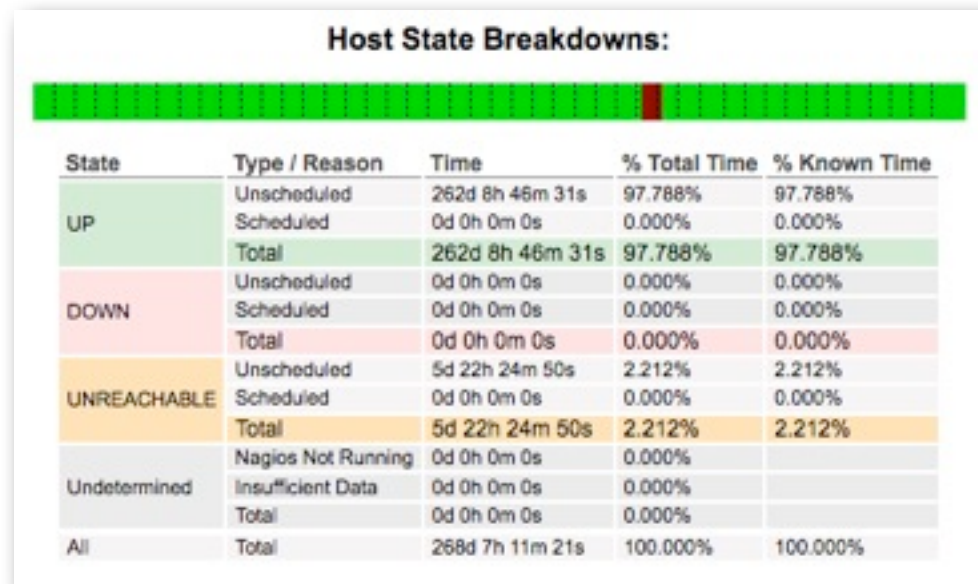 Host State Breakdowns:
State Type / Reason Time % Total Time % Known Time
UP Unscheduled 262d 8h 46m 31s 97.788% 97.788%
Scheduled 0d 0h 0m 0s 0.000% 0.000%
Total 262d 8h 46m 31s 97.788% 97.788%
DOWN Unscheduled 0d 0h 0m 0s 0.000% 0.000%
Scheduled 0d 0h 0m 0s 0.000% 0.000%
Total 0d 0h 0m 0s 0.000% 0.000%
UNREACHABLE Unscheduled 5d 22h 24m 50s 2.212% 2.212%
Scheduled 0d 0h 0m 0s 0.000% 0.000%
Total 5d 22h 24m 50s 2.212% 2.212%
Undetermined Nagios Not Running 0d 0h 0m 0s 0.000%
Insufficient Data 0d 0h 0m 0s 0.000%
Total 0d 0h 0m 0s 0.000%
All Total 268d 7h 11m 21s 100.000% 100.000%